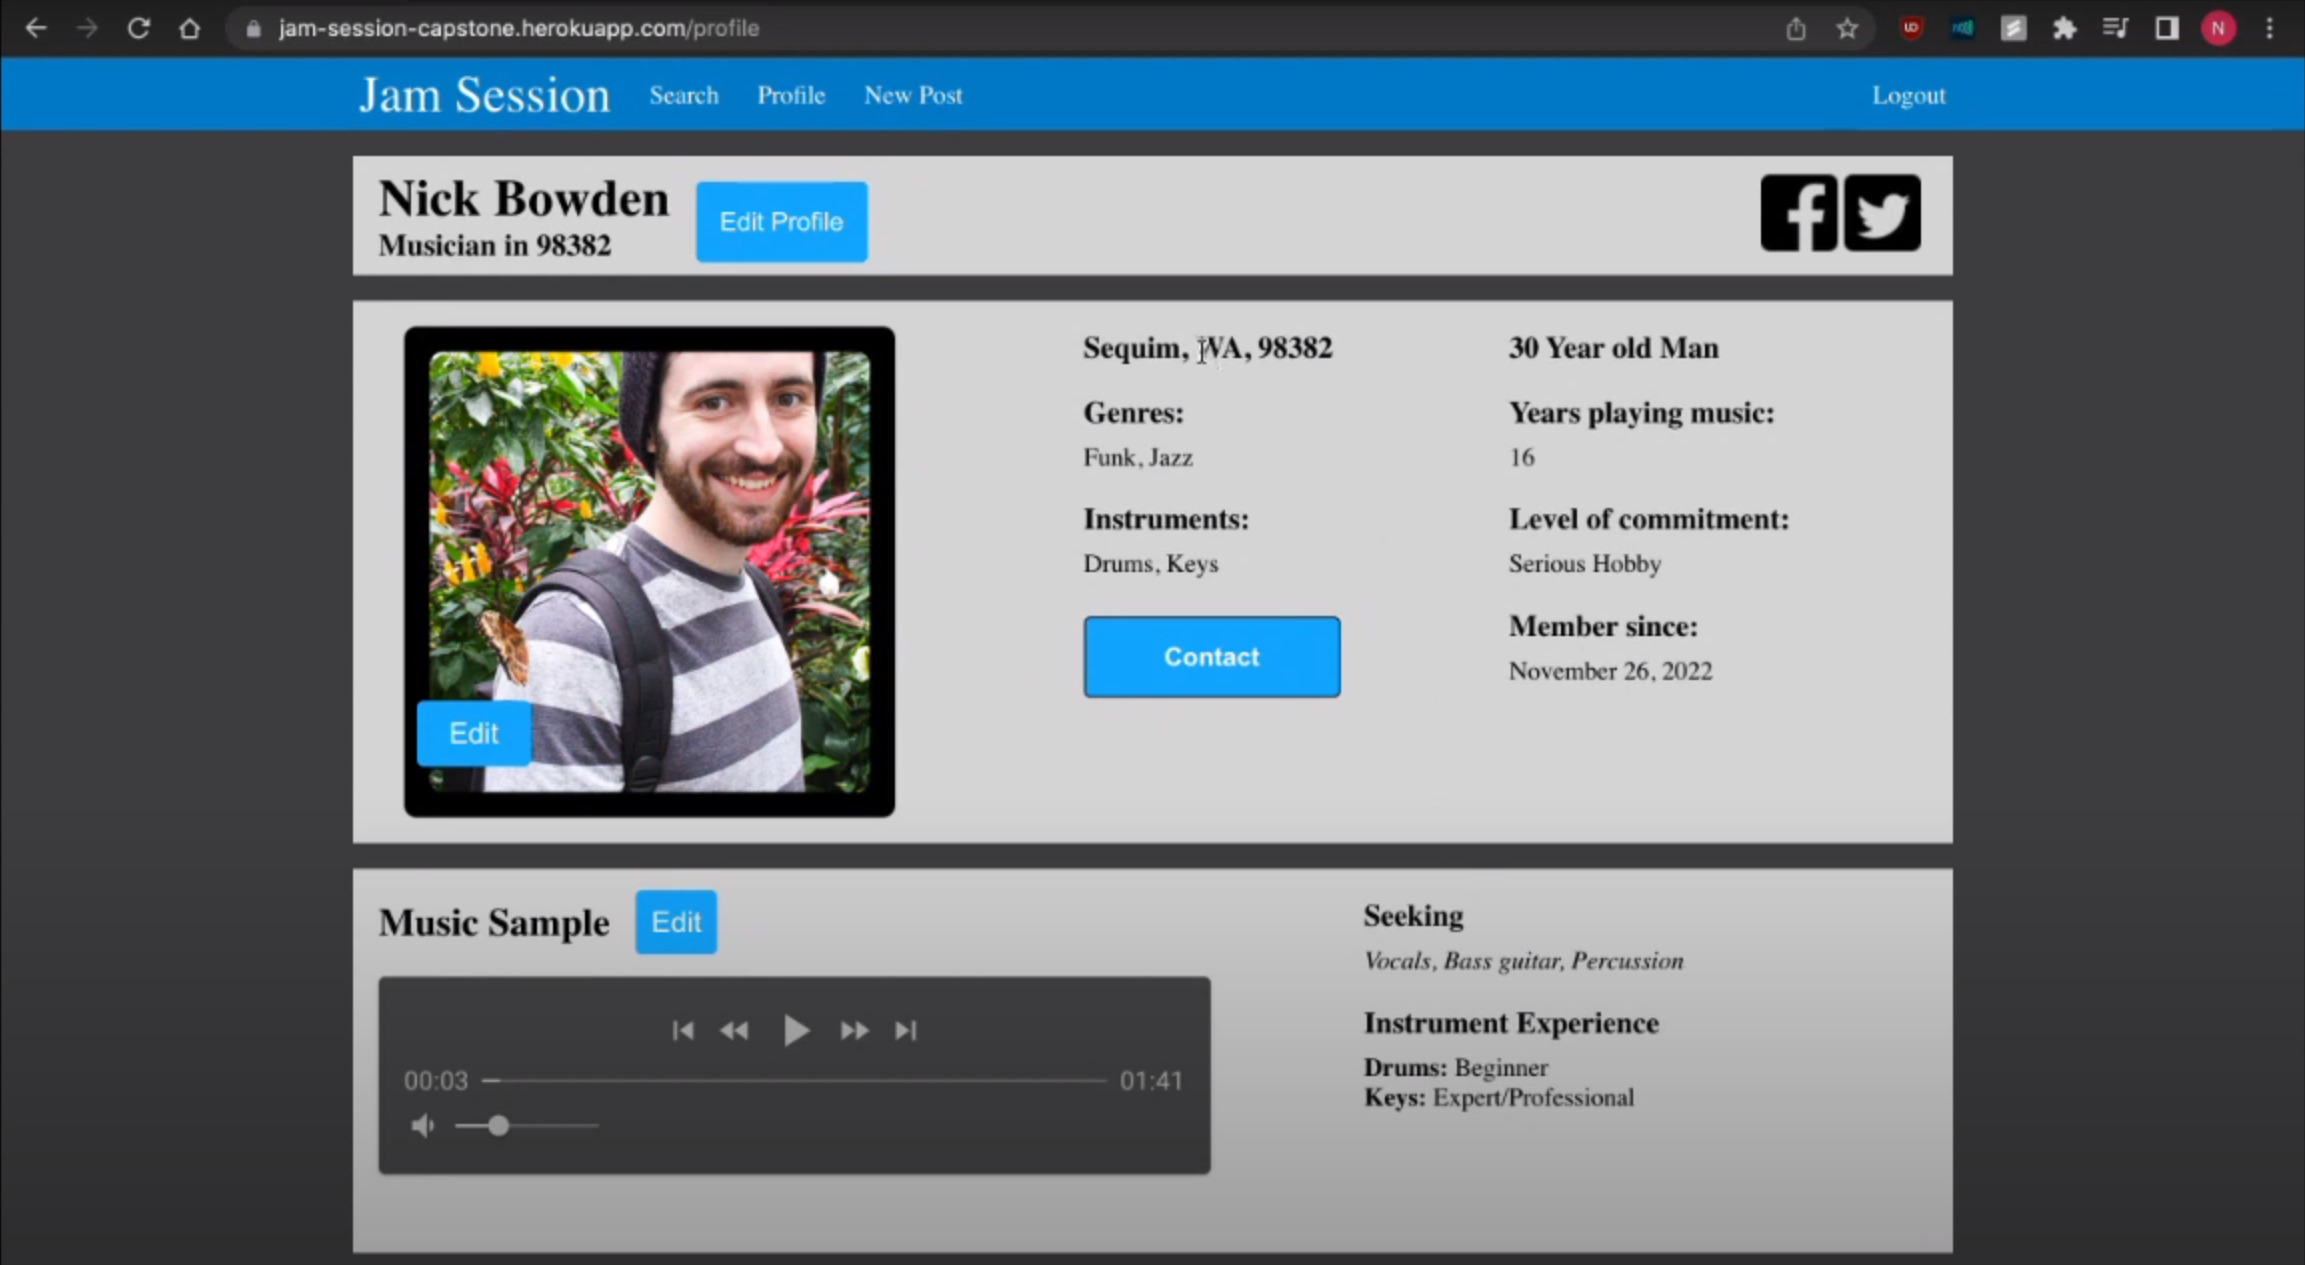 jam-session-capstone.herokuapp.com/profile
N
Jam Session Search Profile New Post Logout
Nick Bowden
Edit Profile
Musician in 98382
Sequim, WA, 98382
30 Year old Man
Genres:
Years playing music:
Funk, Jazz
16
Instruments:
Level of commitment:
Drums, Keys
Serious Hobby
Member since:
Contact
November 26, 2022
Edit
Music Sample
Edit
00:03
01:41
Seeking
Vocals, Bass guitar, Percussion
Instrument Experience
Drums: Beginner
Keys: Expert/Professional